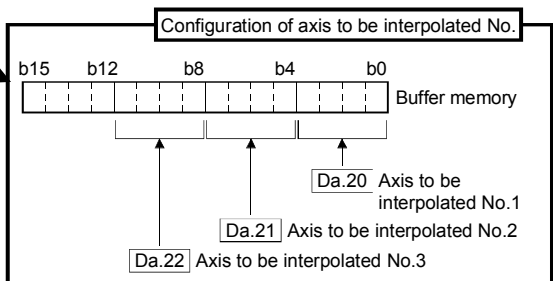 Configuration of axis to be interpolated No.
b15 b12 b8 b4 b0
Buffer memory
Da.20 Axis to be
interpolated No.1
Da.21 Axis to be interpolated No.2
Da.22 Axis to be interpolated No.3